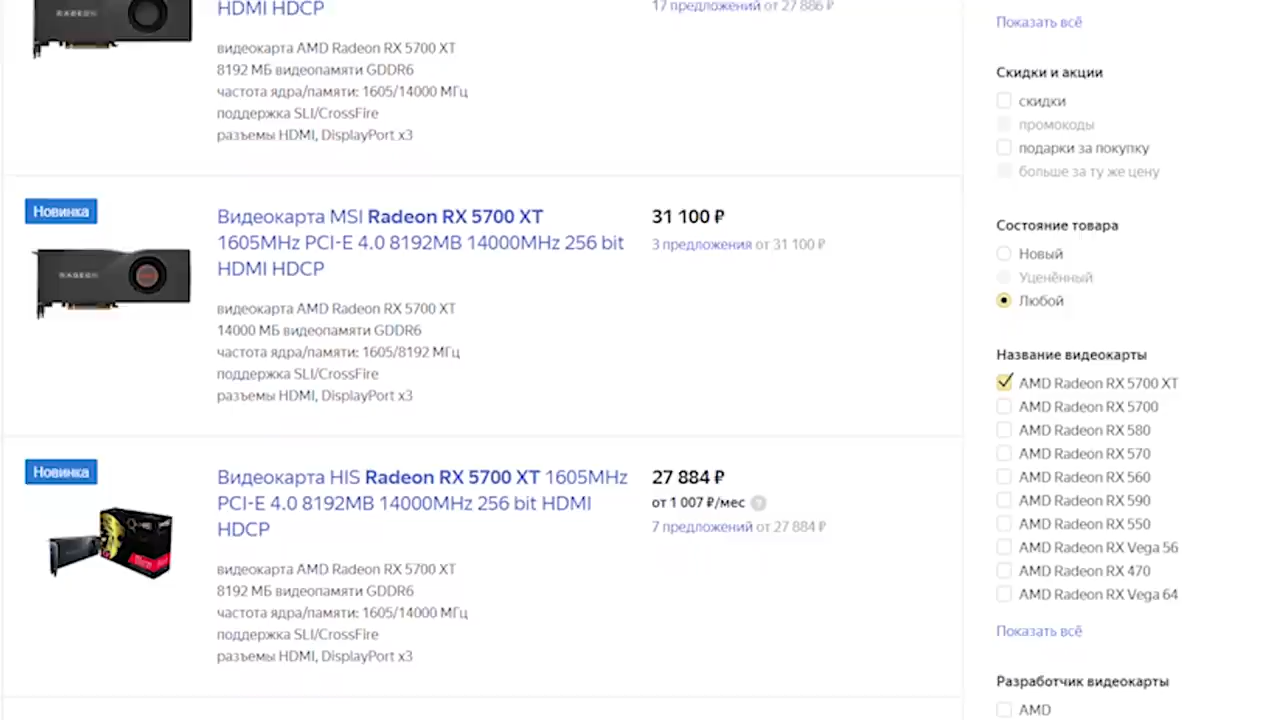 HDMI HDCP
17 предложений от 27 886 ₽
RADEON
видеокарта AMD Radeon RX 5700 XT
8192 МБ видеопамяти GDDR6
частота ядра/памяти: 1605/14000 МГц
поддержка SLI/CrossFire
разъемы HDMI, DisplayPort x3
Новинка
Видеокарта MSI Radeon RX 5700 XT
1605MHz PCI-E 4.0 8192MB 14000MHz 256 bit
HDMI HDCP
31 100 ₽
3 предложения от 31 100 ₽
RADEON
видеокарта AMD Radeon RX 5700 XT
14000 МБ видеопамяти GDDR6
частота ядра/памяти: 1605/8192 МГц
поддержка SLI/CrossFire
разъемы HDMI, DisplayPort x3
Новинка
Видеокарта HIS Radeon RX 5700 XT 1605MHz
PCI-E 4.0 8192MB 14000MHz 256 bit HDMI
HDCP
27 884 ₽
от 1 007 ₽/мес ?
7 предложений от 27 884 ₽
видеокарта AMD Radeon RX 5700 XT
8192 МБ видеопамяти GDDR6
частота ядра/памяти: 1605/14000 МГц
поддержка SLI/CrossFire
разъемы HDMI, DisplayPort x3
Показать всё
Скидки и акции
скидки
промокоды
подарки за покупку
больше за ту же цену
Состояние товара
Новый
Уценённый
Любой
Название видеокарты
AMD Radeon RX 5700 XT
AMD Radeon RX 5700
AMD Radeon RX 580
AMD Radeon RX 570
AMD Radeon RX 560
AMD Radeon RX 590
AMD Radeon RX 550
AMD Radeon RX Vega 56
AMD Radeon RX 470
AMD Radeon RX Vega 64
Показать всё
Разработчик видеокарты
AMD